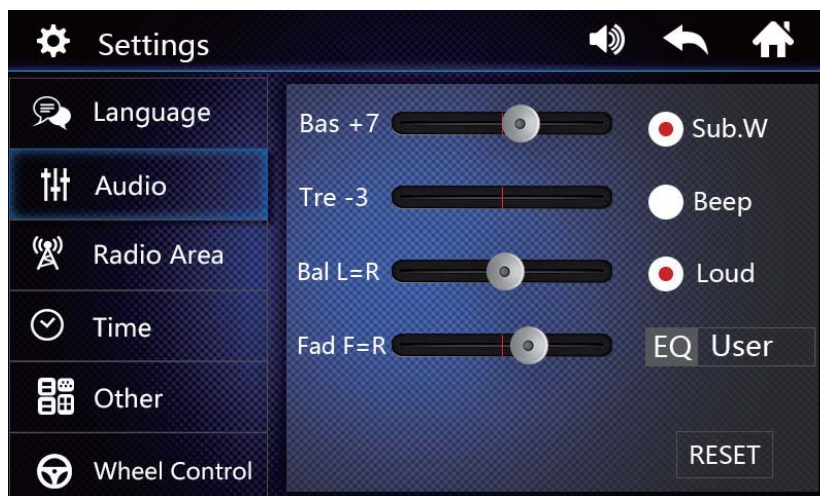 Settings
Language
Audio
Radio Area
Time
Other
Wheel Control
Bas +7
Tre -3
Bal L=R
Fad F=R
Sub.W
Beep
Loud
EQ User
RESET